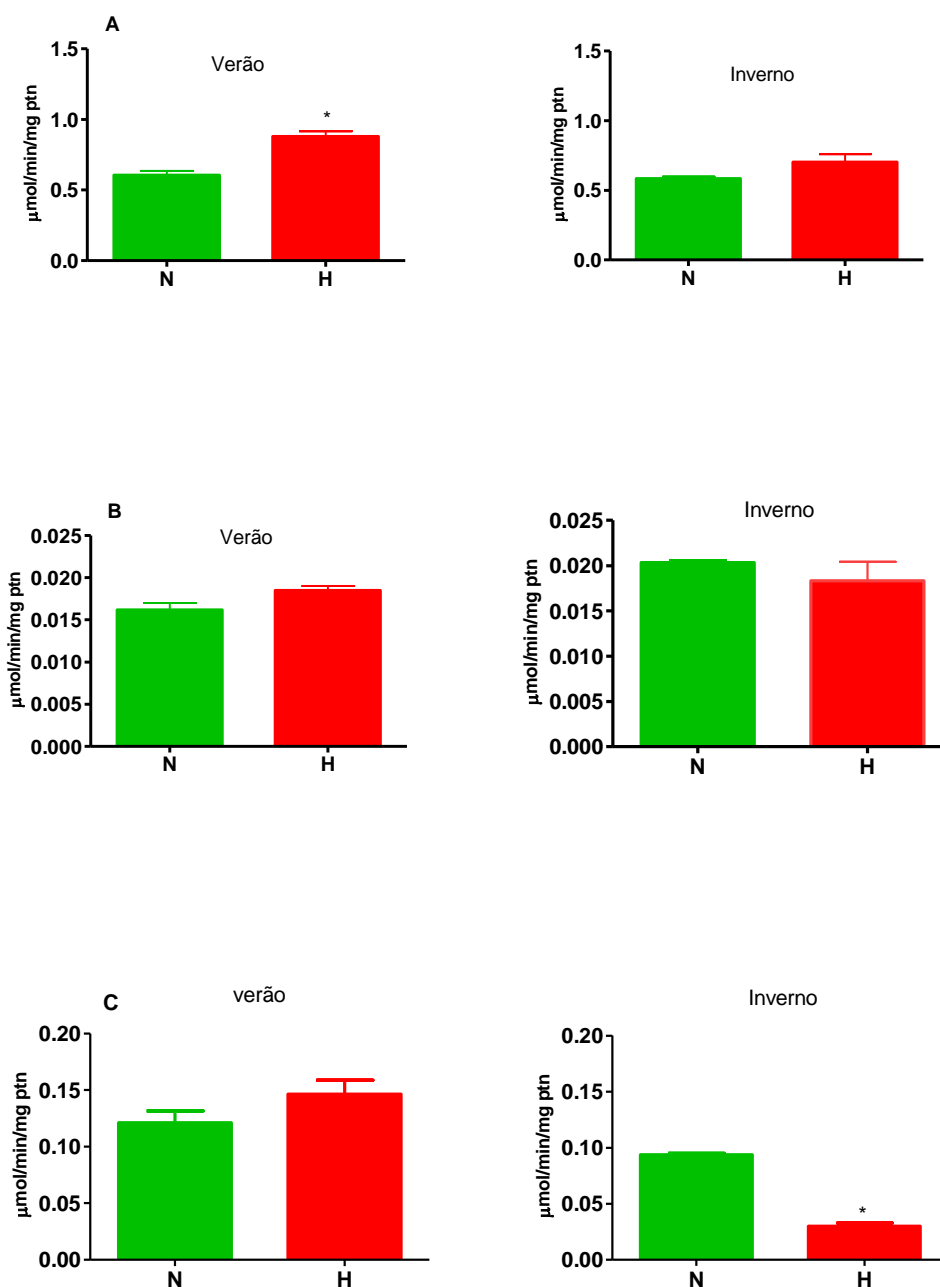 A
Verão
µmol/min/mg ptn
1.5
1.0
0.5
0.0
*
N H
Inverno
µmol/min/mg ptn
1.5
1.0
0.5
0.0
N H
B
Verão
µmol/min/mg ptn
0.025
0.020
0.015
0.010
0.005
0.000
N H
Inverno
µmol/min/mg ptn
0.025
0.020
0.015
0.010
0.005
0.000
N H
C
verão
µmol/min/mg ptn
0.20
0.15
0.10
0.05
0.00
N H
Inverno
µmol/min/mg ptn
0.20
0.15
0.10
0.05
0.00
*
N H